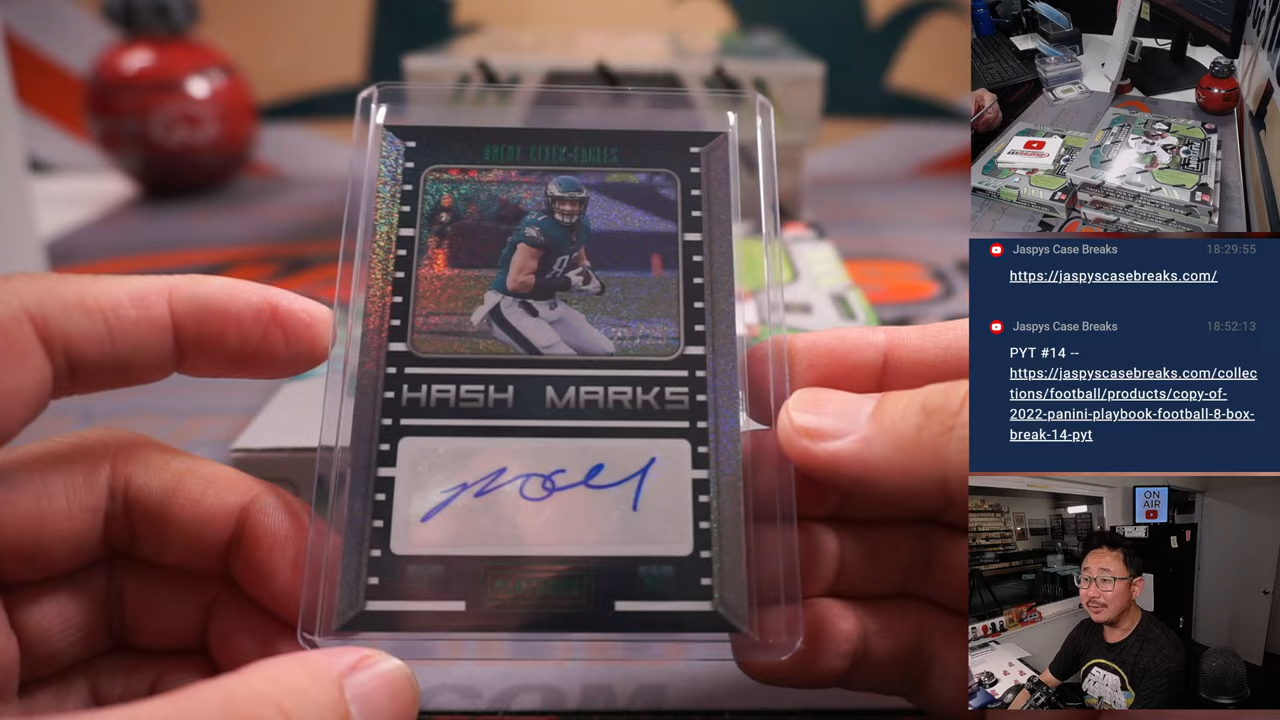 BRENT CELEK-EAGLES
HASH MARKS
Jaspys Case Breaks
18:29:55
https://jaspyscasebreaks.com/
Jaspys Case Breaks
18:52:13
PYT #14 --
https://jaspyscasebreaks.com/collec
tions/football/products/copy-of-
2022-panini-playbook-football-8-box-
break-14-pyt
ON
AIR